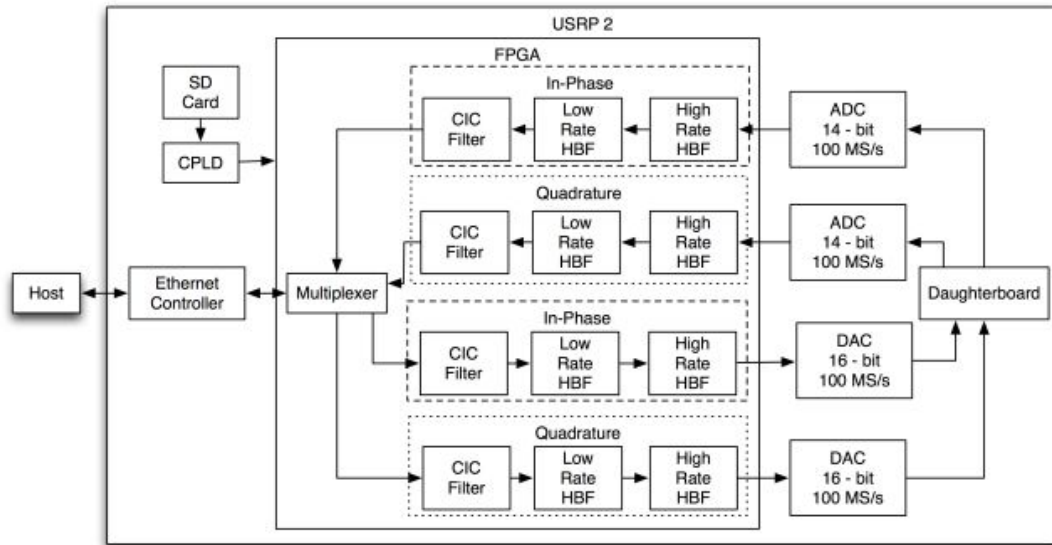 USRP 2
FPGA
SD
Card
CPLD
In-Phase
CIC
Filter
Low
Rate
HBF
High
Rate
HBF
ADC
14 - bit
100 MS/s
Quadrature
CIC
Filter
Low
Rate
HBF
High
Rate
HBF
ADC
14 - bit
100 MS/s
Host
Ethernet
Controller
Multiplexer
Daughterboard
In-Phase
CIC
Filter
Low
Rate
HBF
High
Rate
HBF
DAC
16 - bit
100 MS/s
Quadrature
CIC
Filter
Low
Rate
HBF
High
Rate
HBF
DAC
16 - bit
100 MS/s